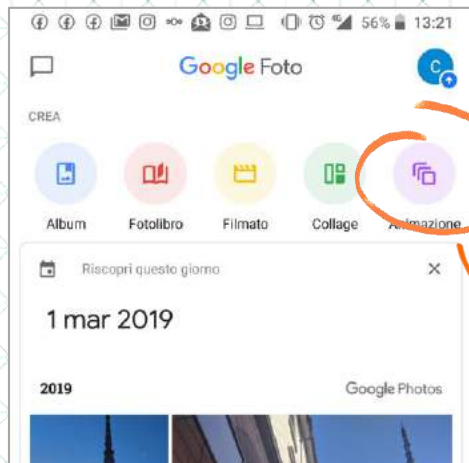 56% 13:21
Google Foto
C
CREA
Album Fotolibro Filmato Collage Animazione
Riscopri questo giorno
1 mar 2019
2019 Google Photos